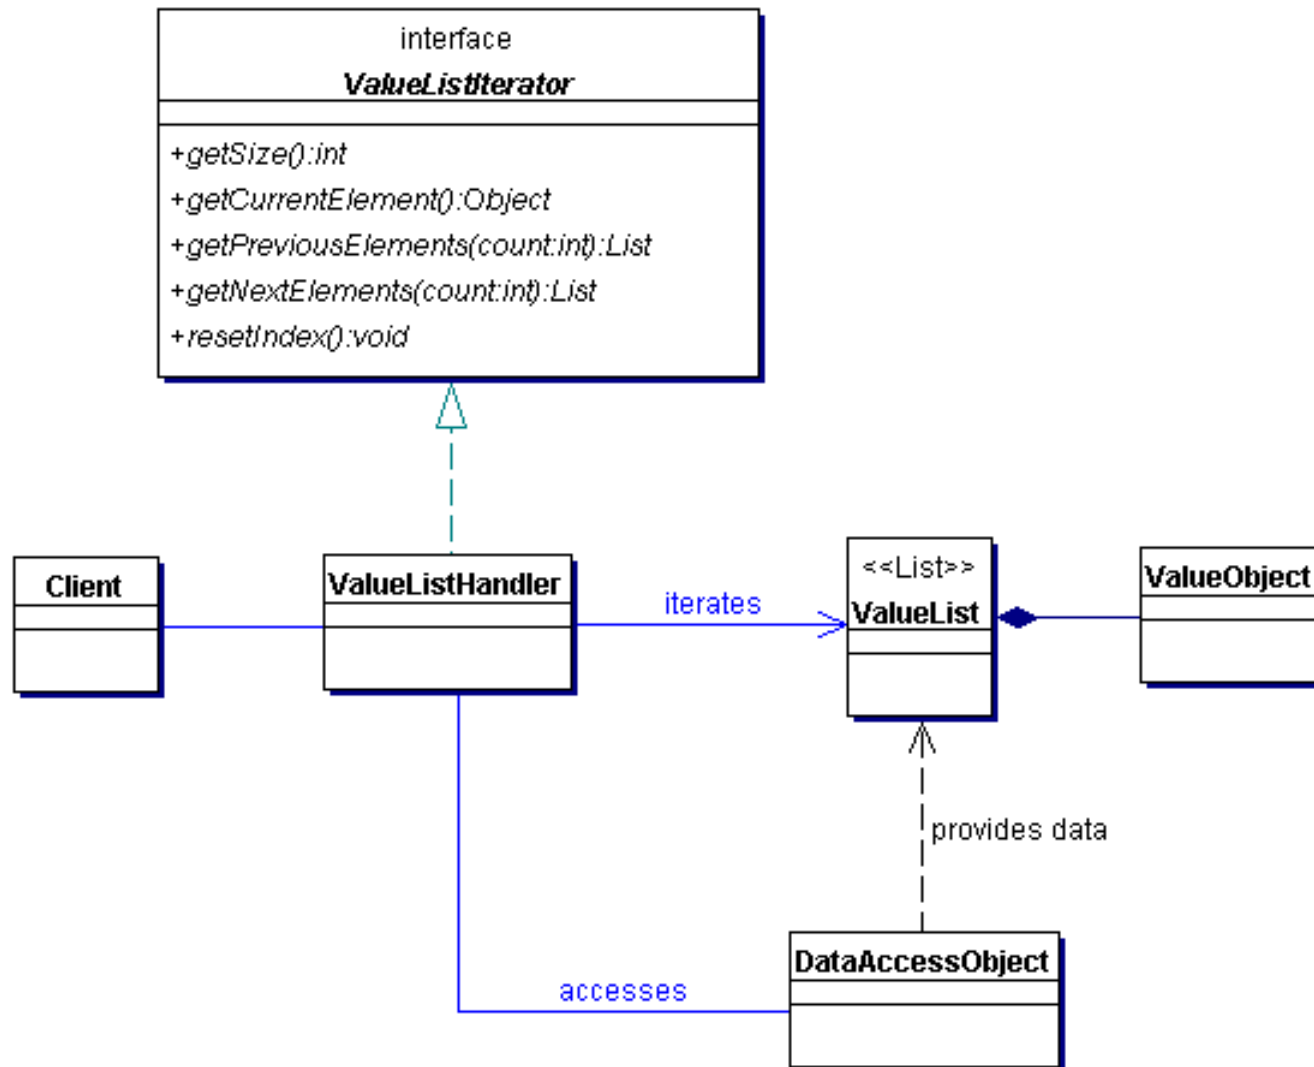 interface
ValueListIterator
+getSize():int
+getCurrentElement():Object
+getPreviousElements(count:int):List
+getNextElements(count:int):List
+resetIndex():void
Client
ValueListHandler
iterates
<<List>>
ValueList
ValueObject
provides data
DataAccessObject
accesses